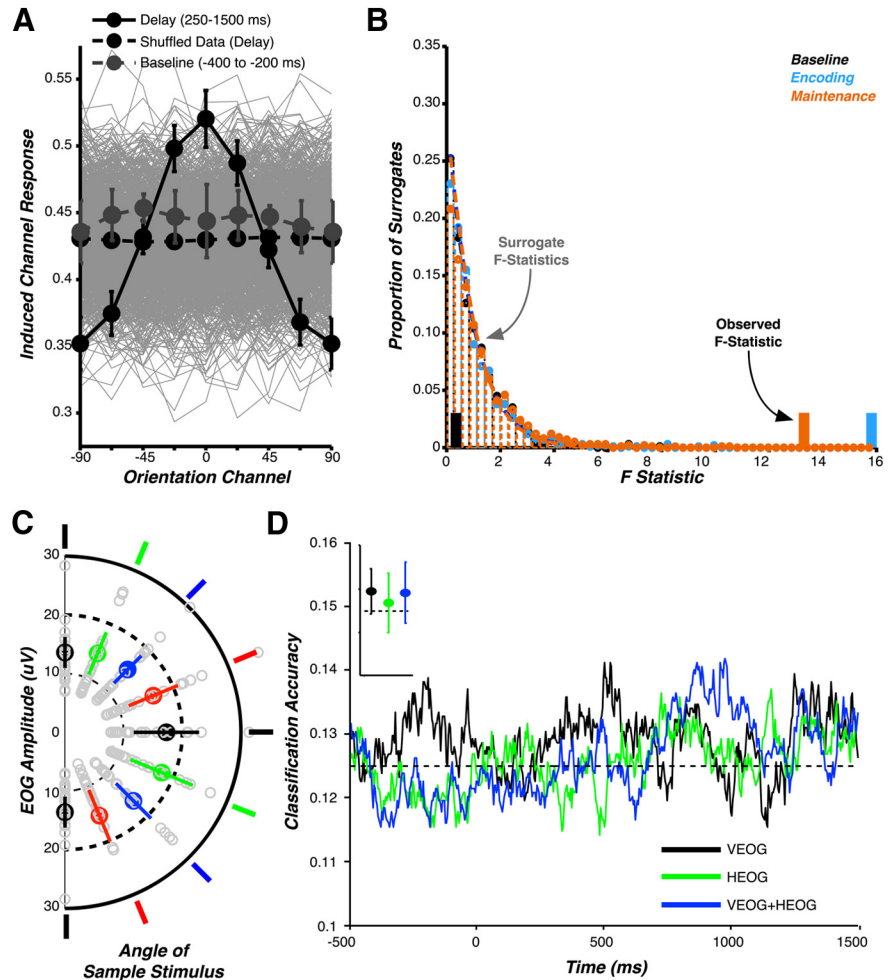 A
Delay (250-1500 ms)
Shuffled Data (Delay)
Baseline (-400 to -200 ms)
0.55
0.5
0.45
0.4
0.35
0.3
Induced Channel Response
-90
-45
0
45
90
Orientation Channel
B
0.35
0.30
0.25
0.20
0.15
0.10
0.05
0
Proportion of Surrogates
Baseline
Encoding
Maintenance
Surrogate
F-Statistics
Observed
F-Statistic
0
2
4
6
8
10
12
14
16
F Statistic
C
30
20
10
0
10
20
30
EOG Amplitude (uV)
Angle of
Sample Stimulus
D
0.16
0.15
0.14
0.13
0.12
0.11
0.1
Classification Accuracy
VEOG
HEOG
VEOG+HEOG
-500
0
500
1000
1500
Time (ms)